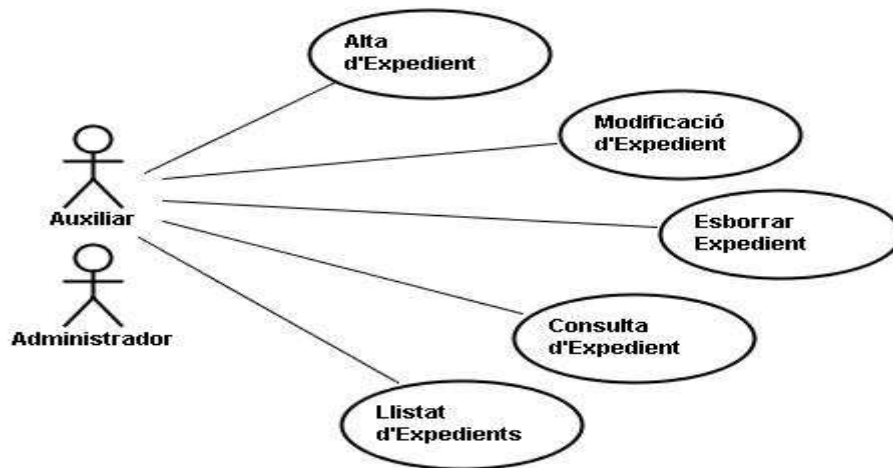 Alta
d'Expedient
Modificació
d'Expedient
Auxiliar
Esborrar
Expedient
Administrador
Consulta
d'Expedient
Llistat
d'Expedients